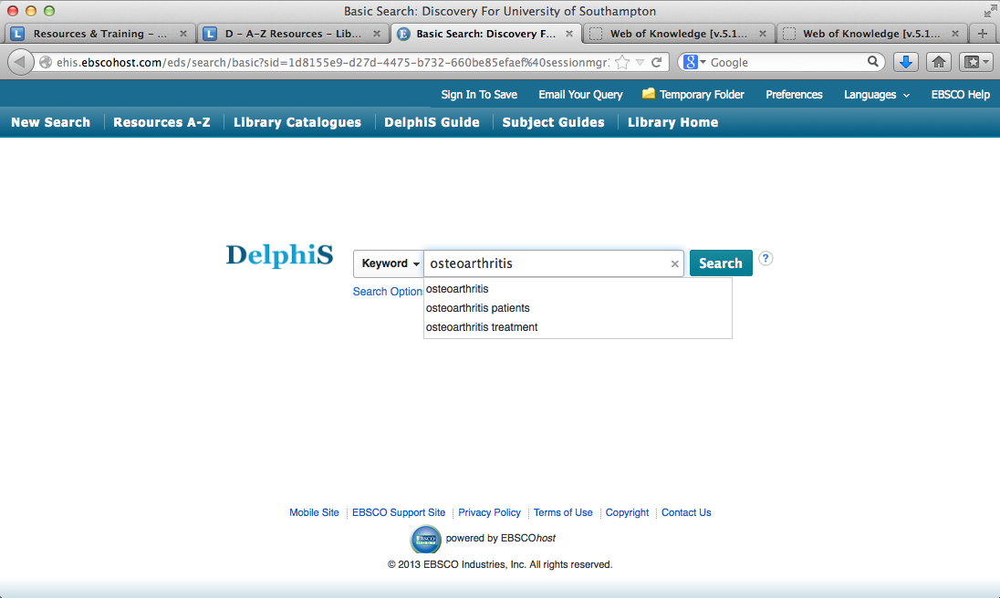 Basic Search: Discovery For University of Southampton
L Resources & Training – ... L D – A–Z Resources – Lib... E Basic Search: Discovery F... Web of Knowledge [v.5.1... Web of Knowledge [v.5.1...
ehis.ebscohost.com/eds/search/basic?sid=1d8155e9-d27d-4475-b732-660be85efaef%40sessionmgr 8 Google
Sign In To Save Email Your Query Temporary Folder Preferences Languages EBSCO Help
New Search Resources A-Z Library Catalogues DelphiS Guide Subject Guides Library Home
DelphiS Keyword osteoarthritis Search ?
Search Option
osteoarthritis
osteoarthritis patients
osteoarthritis treatment
Mobile Site EBSCO Support Site Privacy Policy Terms of Use Copyright Contact Us
EBSCO HOST powered by EBSCOhost
© 2013 EBSCO Industries, Inc. All rights reserved.